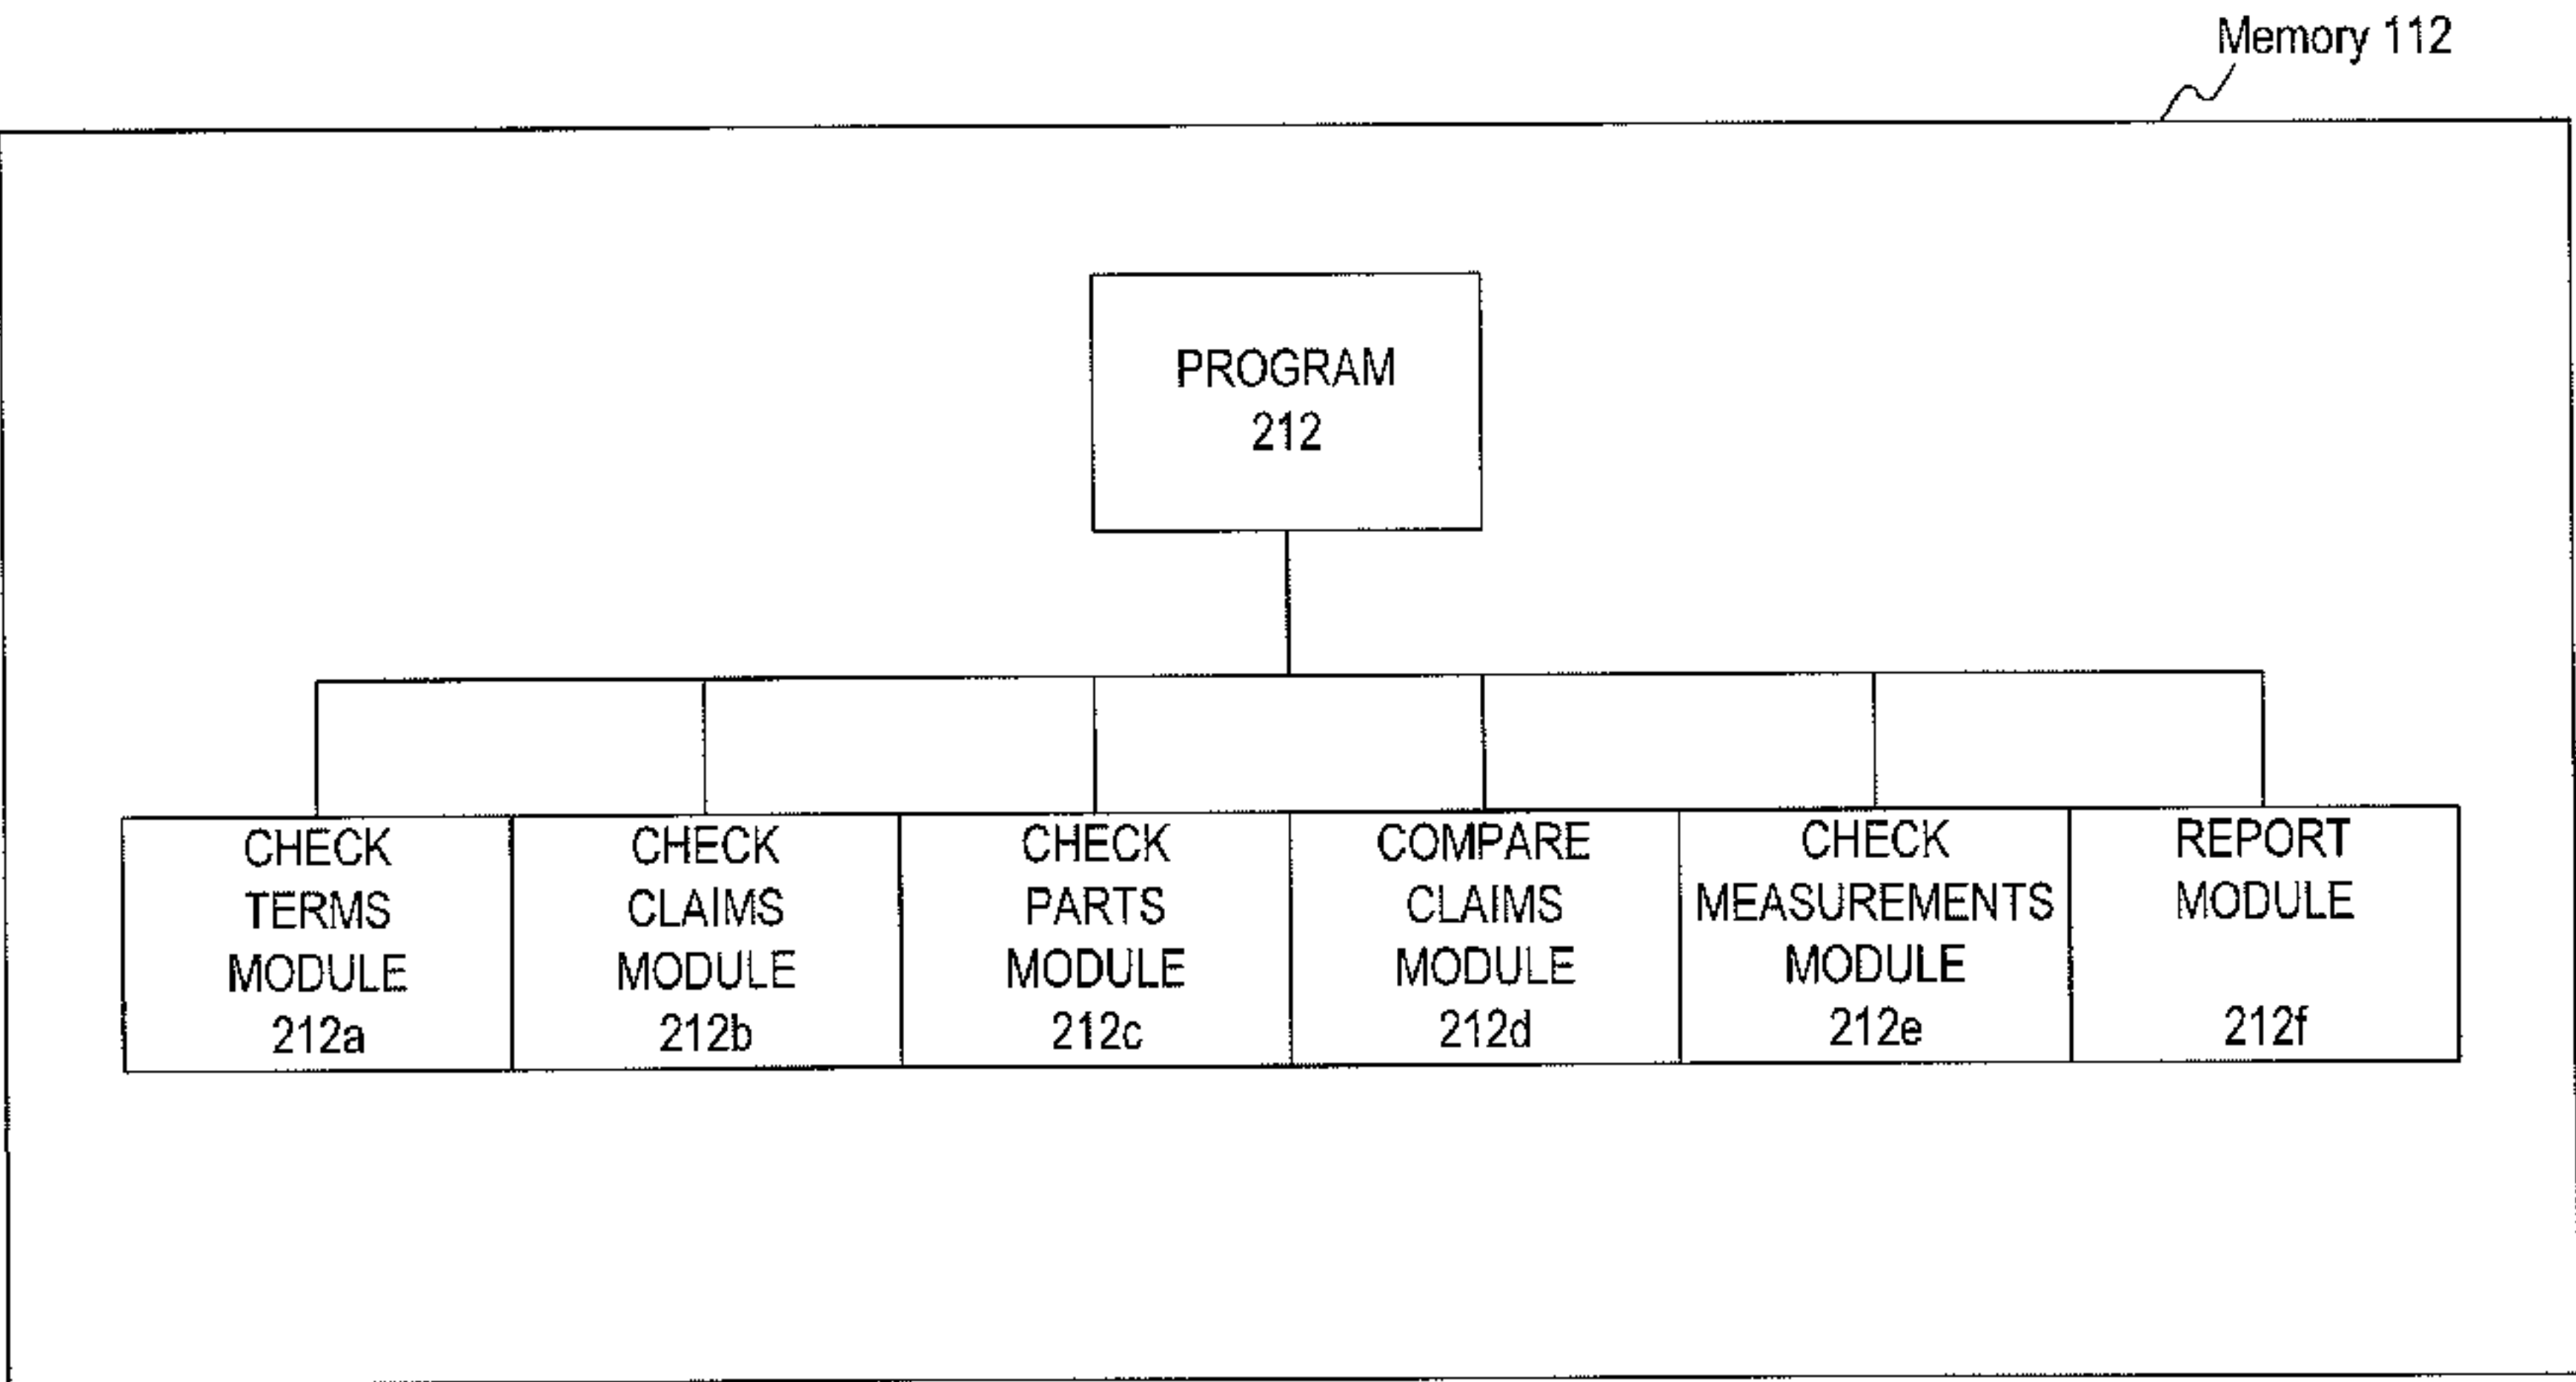 Memory 112
PROGRAM
212
CHECK
TERMS
MODULE
212a
CHECK
CLAIMS
MODULE
212b
CHECK
PARTS
MODULE
212c
COMPARE
CLAIMS
MODULE
212d
CHECK
MEASUREMENTS
MODULE
212e
REPORT
MODULE
212f